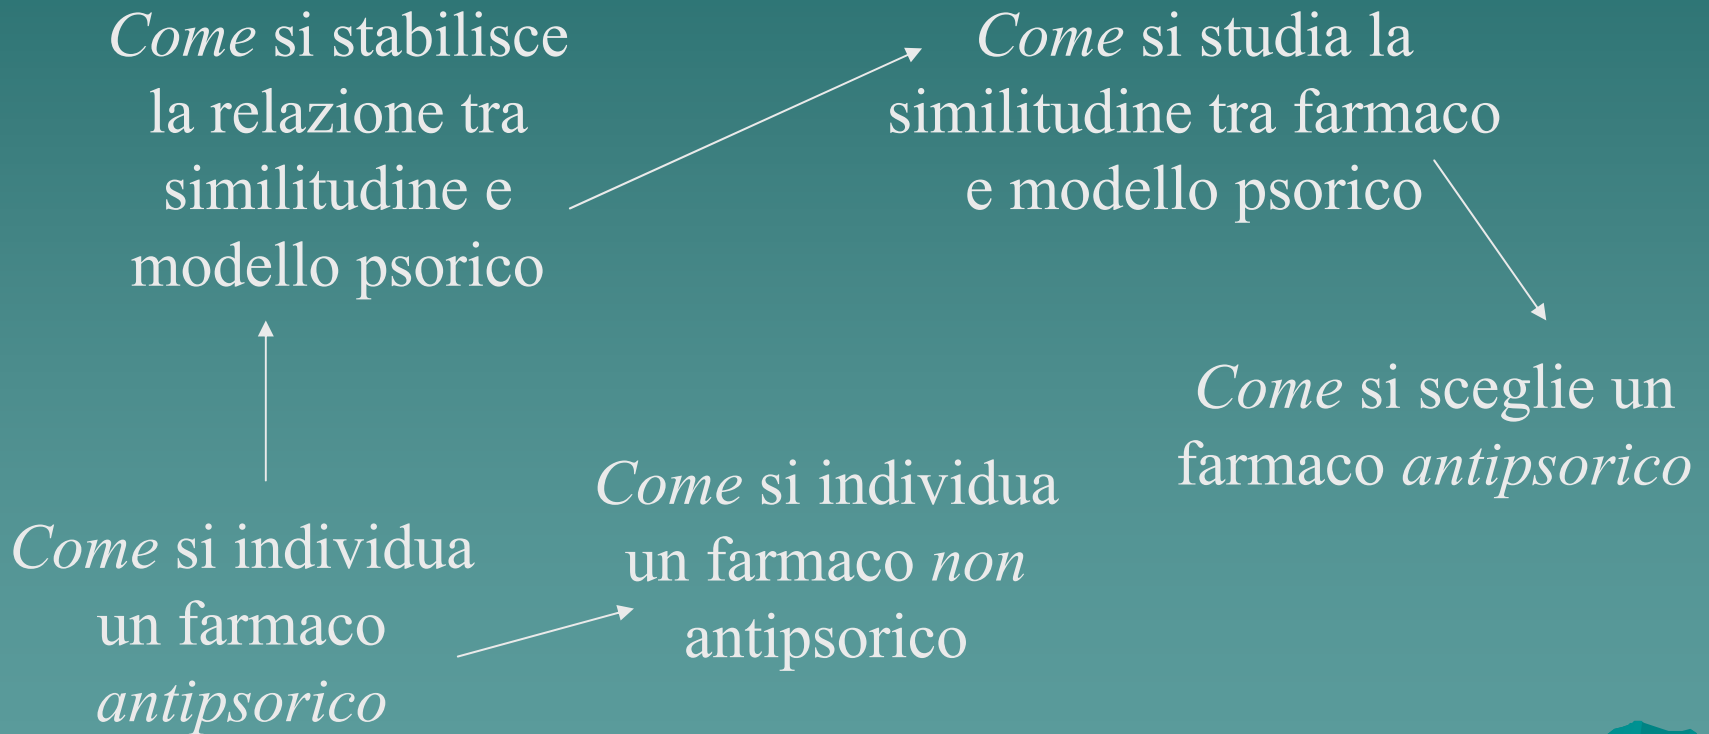 Come si stabilisce
la relazione tra
similitudine e
modello psorico
Come si studia la
similitudine tra farmaco
e modello psorico
Come si sceglie un
farmaco antipsorico
Come si individua
un farmaco non
antipsorico
Come si individua
un farmaco
antipsorico